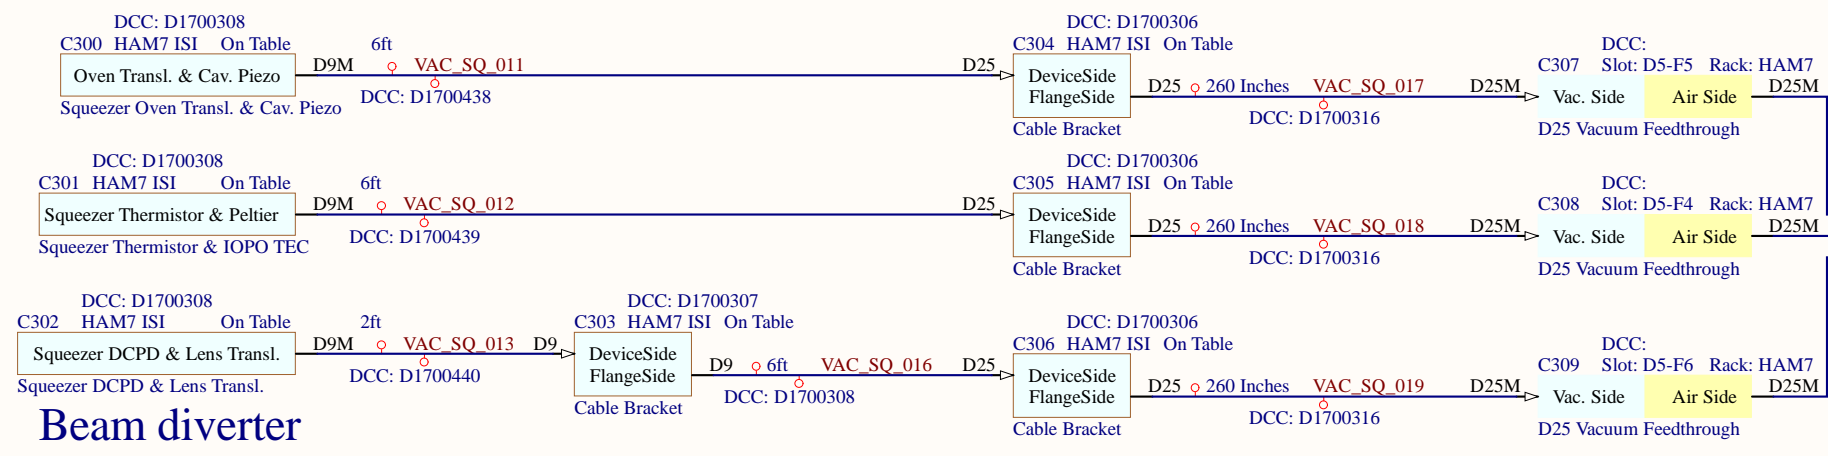 DCC: D1700308
C300 HAM7 ISI On Table
Oven Transl. & Cav. Piezo
Squeezer Oven Transl. & Cav. Piezo
D9M 6ft VAC_SQ_011 D25
DCC: D1700438
DCC: D1700306
C304 HAM7 ISI On Table
DeviceSide
FlangeSide
Cable Bracket
D25 260 Inches VAC_SQ_017 D25M
DCC: D1700316
DCC:
C307 Slot: D5-F5 Rack: HAM7
Vac. Side Air Side
D25 Vacuum Feedthrough
D25M
DCC: D1700308
C301 HAM7 ISI On Table
Squeezer Thermistor & Peltier
Squeezer Thermistor & IOPO TEC
D9M 6ft VAC_SQ_012 D25
DCC: D1700439
DCC: D1700306
C305 HAM7 ISI On Table
DeviceSide
FlangeSide
Cable Bracket
D25 260 Inches VAC_SQ_018 D25M
DCC: D1700316
DCC:
C308 Slot: D5-F4 Rack: HAM7
Vac. Side Air Side
D25 Vacuum Feedthrough
D25M
DCC: D1700308
C302 HAM7 ISI On Table
Squeezer DCPD & Lens Transl.
Squeezer DCPD & Lens Transl.
D9M 2ft VAC_SQ_013 D9
DCC: D1700440
DCC: D1700307
C303 HAM7 ISI On Table
DeviceSide
FlangeSide
Cable Bracket
D9 6ft VAC_SQ_016 D25
DCC: D1700308
DCC: D1700306
C306 HAM7 ISI On Table
DeviceSide
FlangeSide
Cable Bracket
D25 260 Inches VAC_SQ_019 D25M
DCC: D1700316
DCC:
C309 Slot: D5-F6 Rack: HAM7
Vac. Side Air Side
D25 Vacuum Feedthrough
D25M
Beam diverter